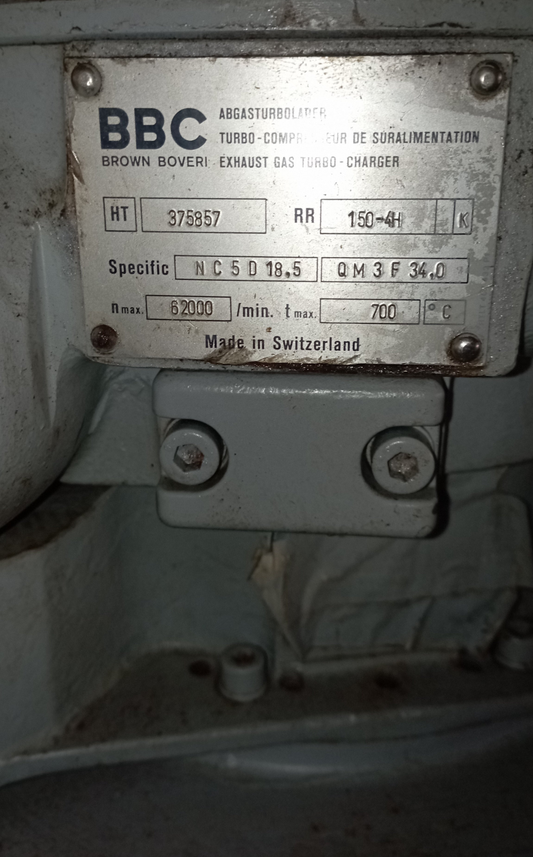 BBC
BROWN BOVERI
ABGASTURBOLADER
TURBO-COMPRESSEUR DE SURALIMENTATION
EXHAUST GAS TURBO-CHARGER
HT 375857 RR 150-4H K
Specific N C 5 D 18,5 Q M 3 F 34,0
n max. 62000 /min. t max. 700 °C
Made in Switzerland